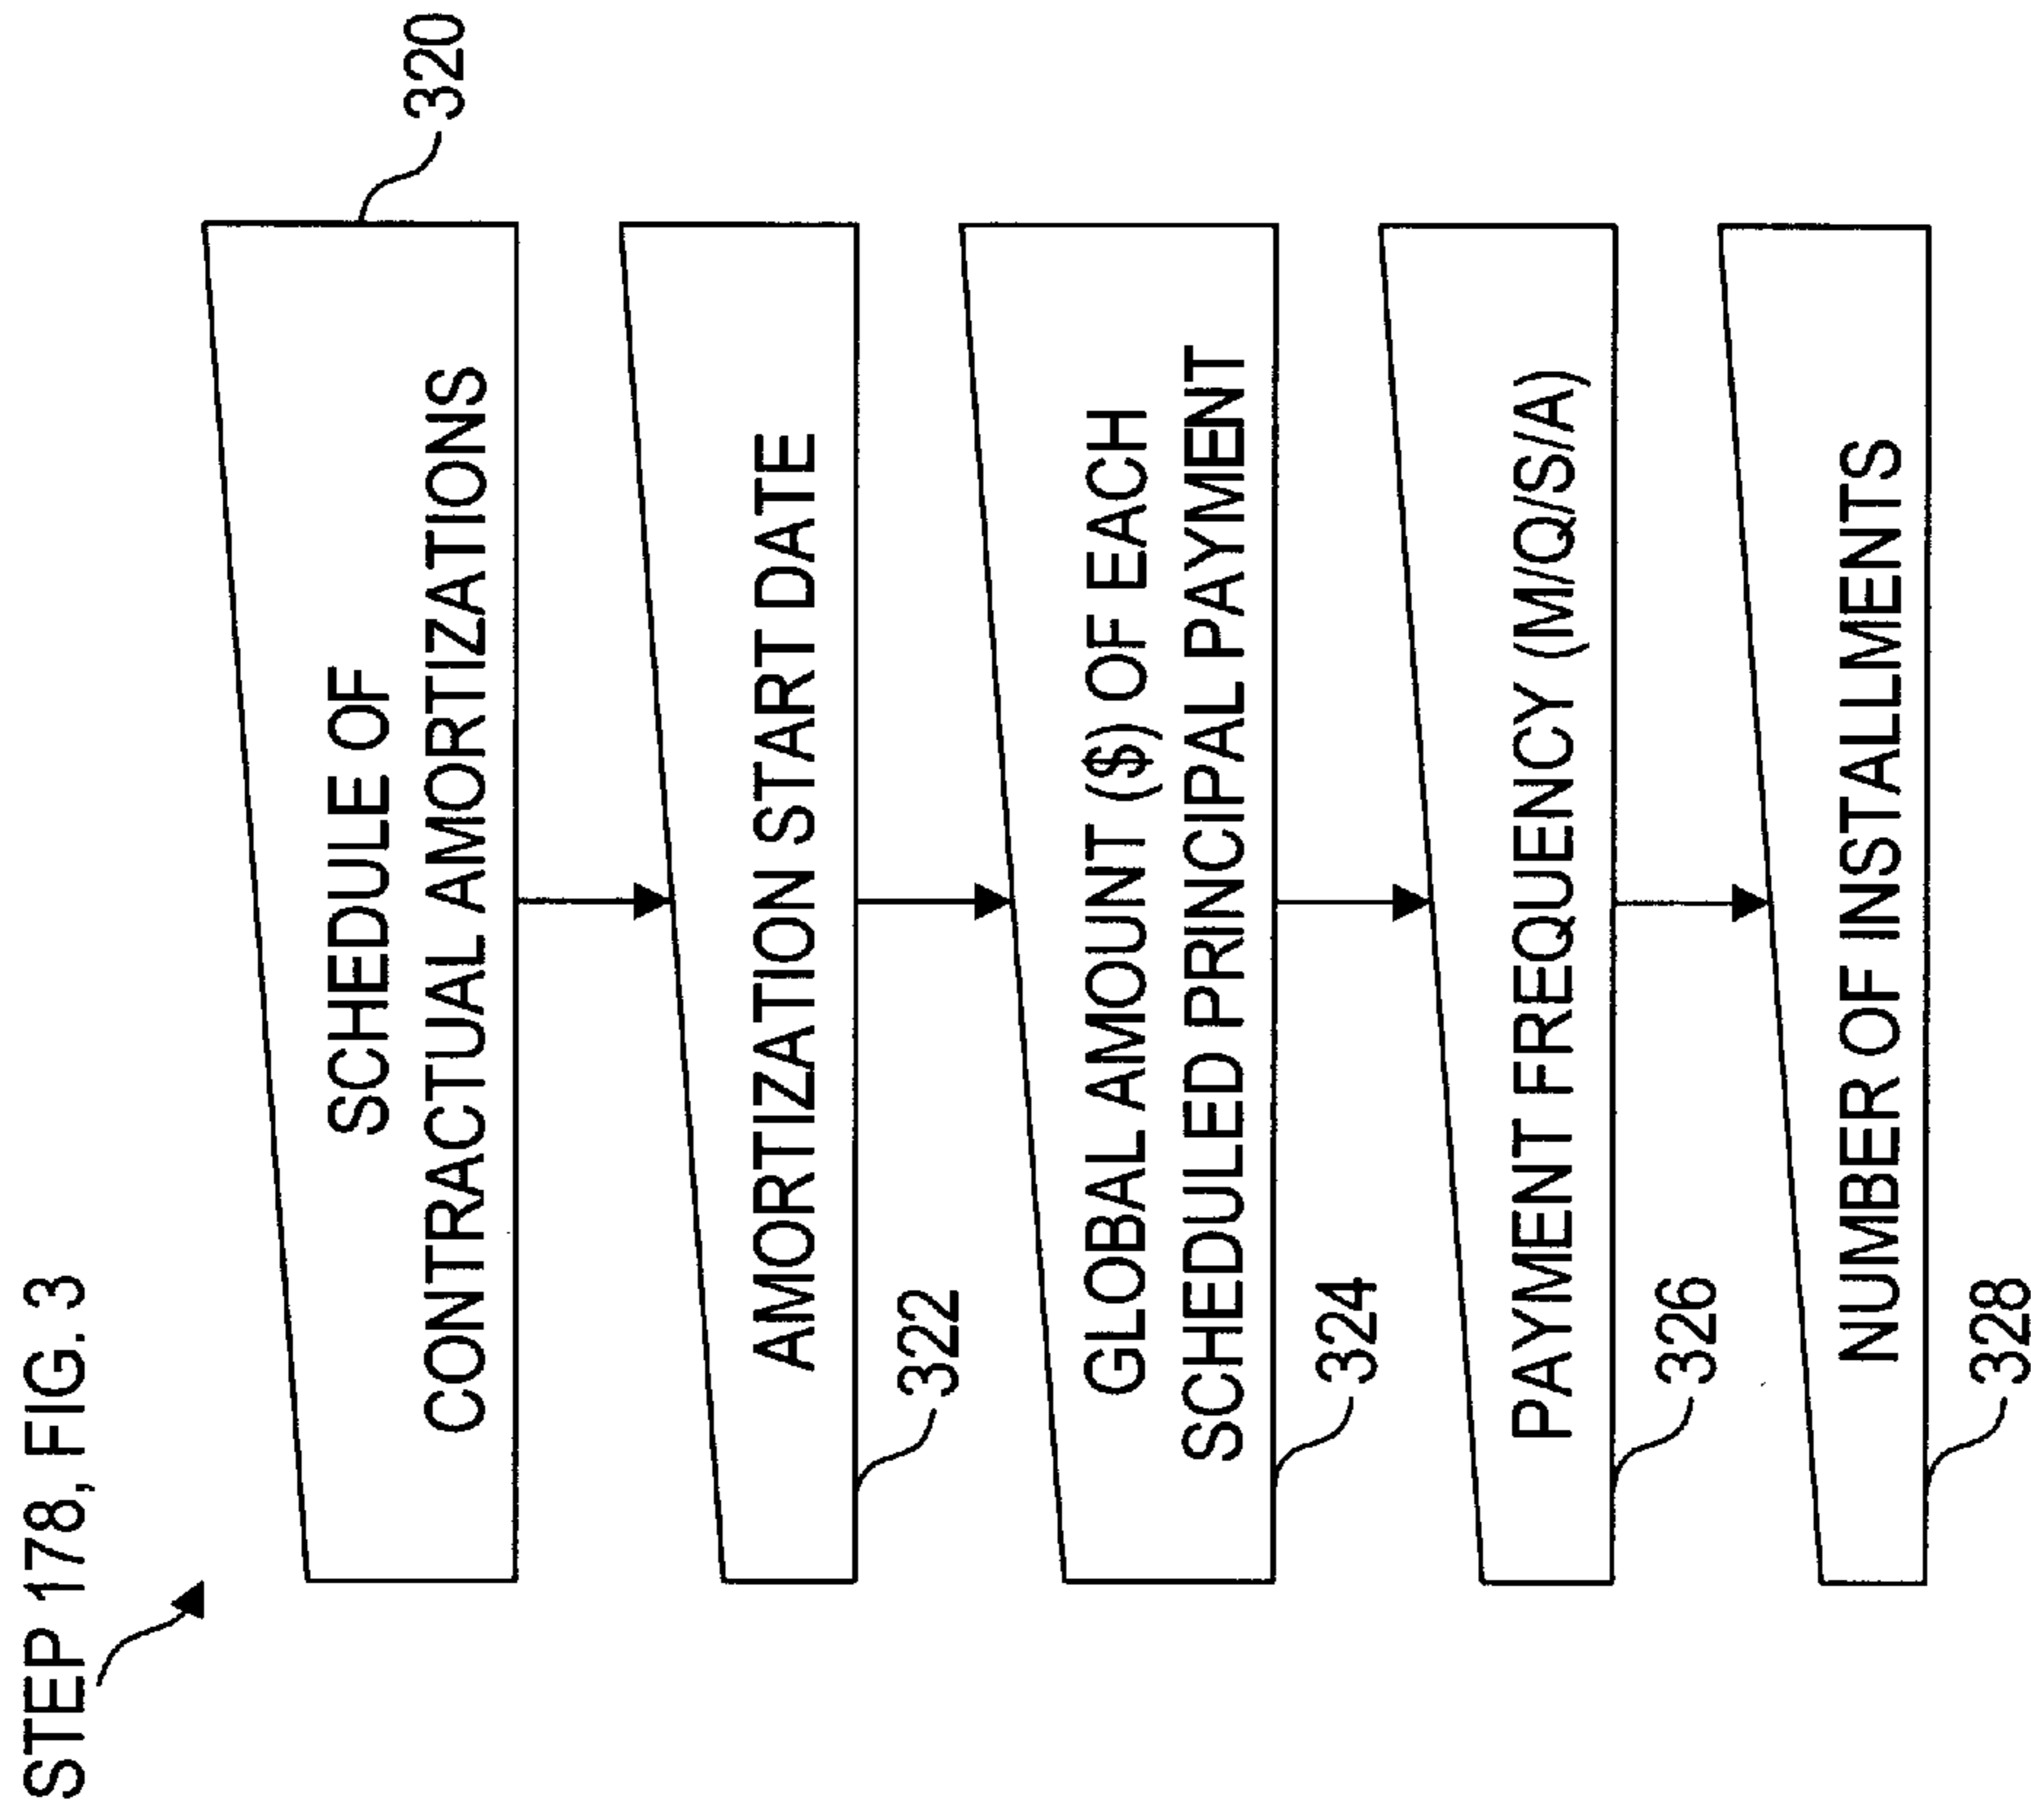 STEP 178, FIG. 3
SCHEDULE OF
CONTRACTUAL AMORTIZATIONS
320
AMORTIZATION START DATE
322
GLOBAL AMOUNT ($) OF EACH
SCHEDULED PRINCIPAL PAYMENT
324
PAYMENT FREQUENCY (M/Q/S/A)
326
NUMBER OF INSTALLMENTS
328